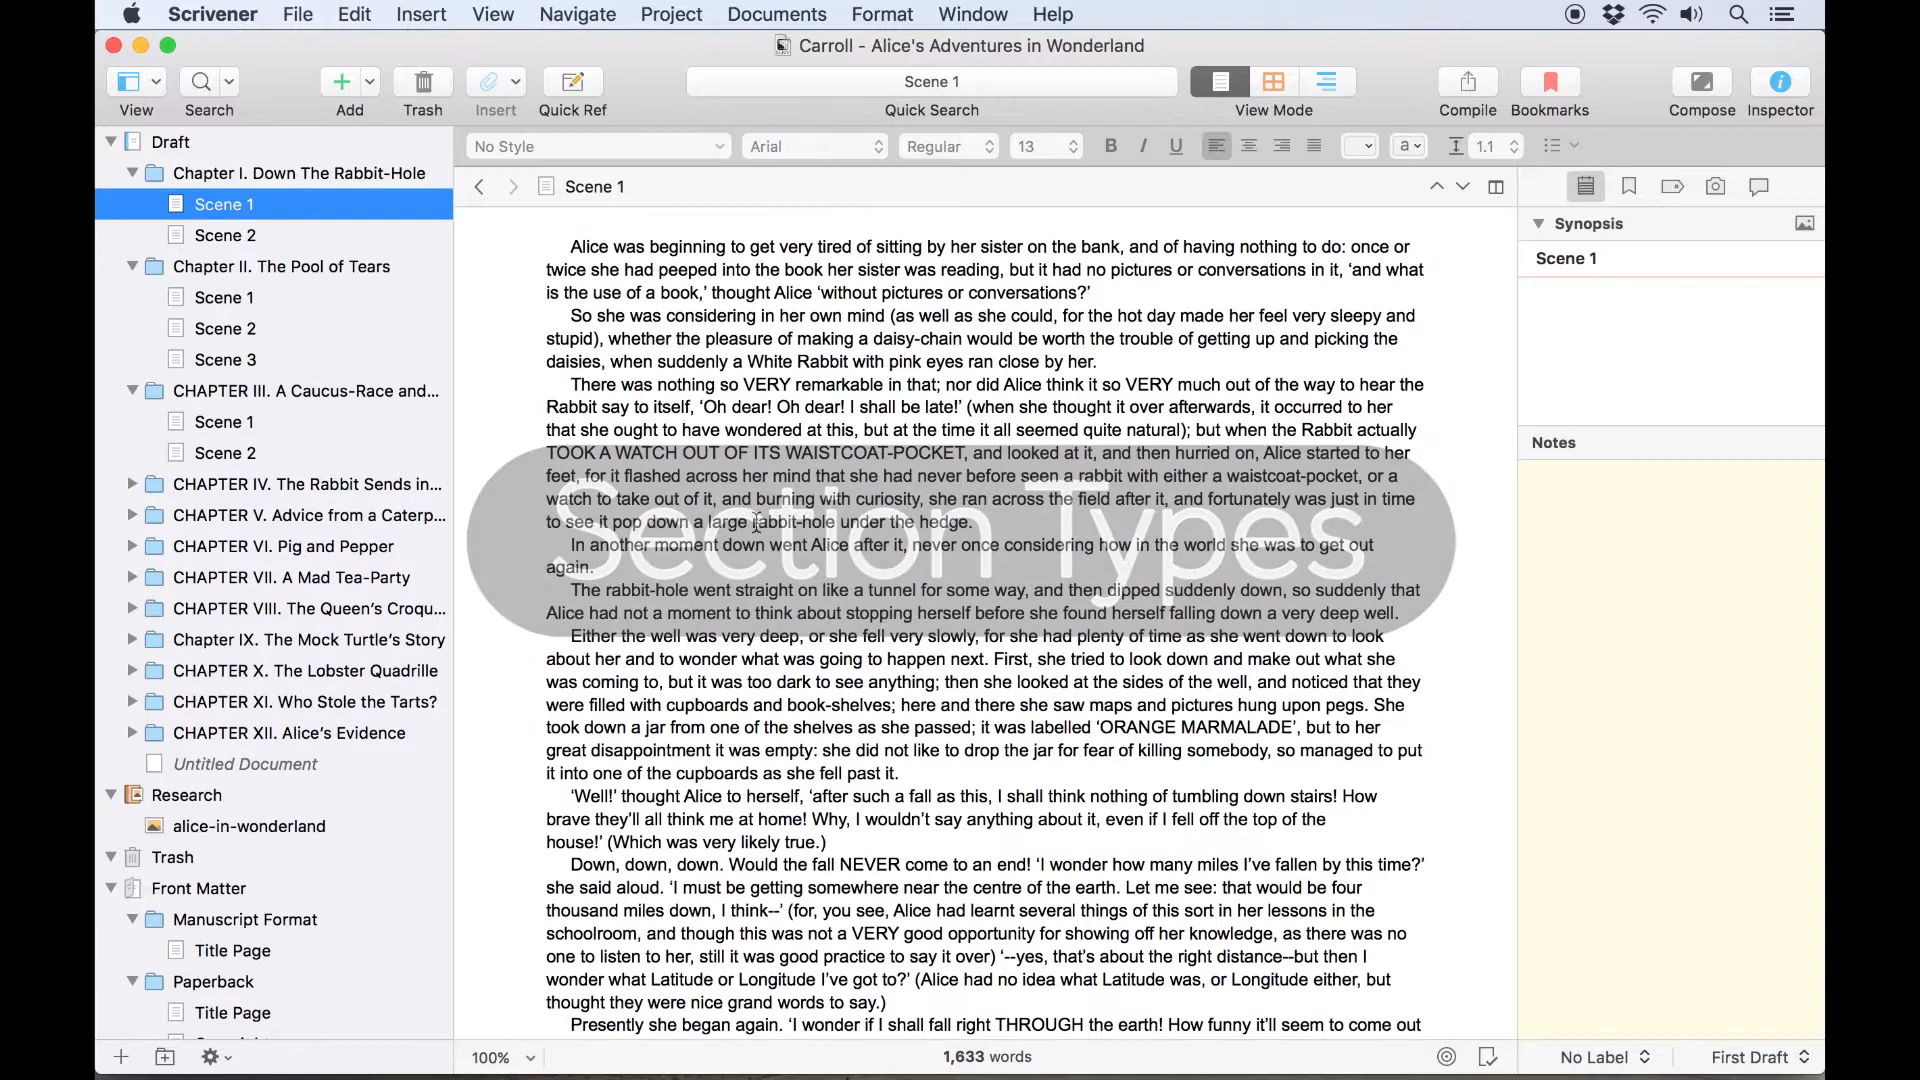 Scrivener File Edit Insert View Navigate Project Documents Format Window Help
Carroll - Alice's Adventures in Wonderland
Scene 1
View Search Add Trash Insert Quick Ref Quick Search View Mode Compile Bookmarks Compose Inspector
Draft
Chapter I. Down The Rabbit-Hole
Scene 1
Scene 2
Chapter II. The Pool of Tears
Scene 1
Scene 2
Scene 3
CHAPTER III. A Caucus-Race and...
Scene 1
Scene 2
CHAPTER IV. The Rabbit Sends in...
CHAPTER V. Advice from a Caterp...
CHAPTER VI. Pig and Pepper
CHAPTER VII. A Mad Tea-Party
CHAPTER VIII. The Queen's Croqu...
Chapter IX. The Mock Turtle's Story
CHAPTER X. The Lobster Quadrille
CHAPTER XI. Who Stole the Tarts?
CHAPTER XII. Alice's Evidence
Untitled Document
Research
alice-in-wonderland
Trash
Front Matter
Manuscript Format
Title Page
Paperback
Title Page
No Style Arial Regular 13 B I U a 1.1
Scene 1
Alice was beginning to get very tired of sitting by her sister on the bank, and of having nothing to do: once or
twice she had peeped into the book her sister was reading, but it had no pictures or conversations in it, ‘and what
is the use of a book,’ thought Alice ‘without pictures or conversations?’
So she was considering in her own mind (as well as she could, for the hot day made her feel very sleepy and
stupid), whether the pleasure of making a daisy-chain would be worth the trouble of getting up and picking the
daisies, when suddenly a White Rabbit with pink eyes ran close by her.
There was nothing so VERY remarkable in that; nor did Alice think it so VERY much out of the way to hear the
Rabbit say to itself, ‘Oh dear! Oh dear! I shall be late!’ (when she thought it over afterwards, it occurred to her
that she ought to have wondered at this, but at the time it all seemed quite natural); but when the Rabbit actually
TOOK A WATCH OUT OF ITS WAISTCOAT-POCKET, and looked at it, and then hurried on, Alice started to her
feet, for it flashed across her mind that she had never before seen a rabbit with either a waistcoat-pocket, or a
watch to take out of it, and burning with curiosity, she ran across the field after it, and fortunately was just in time
to see it pop down a large rabbit-hole under the hedge.
In another moment down went Alice after it, never once considering how in the world she was to get out
again.
The rabbit-hole went straight on like a tunnel for some way, and then dipped suddenly down, so suddenly that
Alice had not a moment to think about stopping herself before she found herself falling down a very deep well.
Either the well was very deep, or she fell very slowly, for she had plenty of time as she went down to look
about her and to wonder what was going to happen next. First, she tried to look down and make out what she
was coming to, but it was too dark to see anything; then she looked at the sides of the well, and noticed that they
were filled with cupboards and book-shelves; here and there she saw maps and pictures hung upon pegs. She
took down a jar from one of the shelves as she passed; it was labelled ‘ORANGE MARMALADE’, but to her
great disappointment it was empty: she did not like to drop the jar for fear of killing somebody, so managed to put
it into one of the cupboards as she fell past it.
‘Well!’ thought Alice to herself, ‘after such a fall as this, I shall think nothing of tumbling down stairs! How
brave they’ll all think me at home! Why, I wouldn’t say anything about it, even if I fell off the top of the
house!’ (Which was very likely true.)
Down, down, down. Would the fall NEVER come to an end! ‘I wonder how many miles I’ve fallen by this time?’
she said aloud. ‘I must be getting somewhere near the centre of the earth. Let me see: that would be four
thousand miles down, I think--’ (for, you see, Alice had learnt several things of this sort in her lessons in the
schoolroom, and though this was not a VERY good opportunity for showing off her knowledge, as there was no
one to listen to her, still it was good practice to say it over) ‘--yes, that’s about the right distance--but then I
wonder what Latitude or Longitude I’ve got to?’ (Alice had no idea what Latitude was, or Longitude either, but
thought they were nice grand words to say.)
Presently she began again. ‘I wonder if I shall fall right THROUGH the earth! How funny it’ll seem to come out
Section Types
Synopsis
Scene 1
Notes
100% 1,633 words No Label First Draft